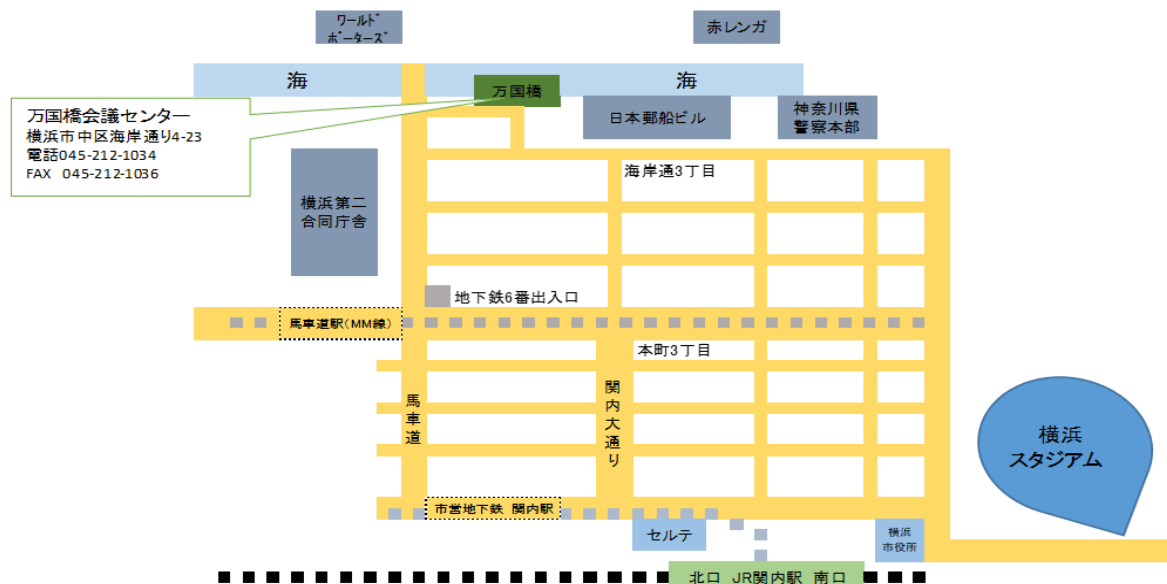 ワールド
ポーターズ
赤レンガ
海
海
万国橋
万国橋会議センター
横浜市中区海岸通り4-23
電話045-212-1034
FAX 045-212-1036
日本郵船ビル
神奈川県
警察本部
海岸通3丁目
横浜第二
合同庁舎
地下鉄6番出入口
馬車道駅(MM線)
本町3丁目
馬車道
関内大通り
横浜
スタジアム
市営地下鉄 関内駅
セルテ
横浜
市役所
北口 JR関内駅 南口